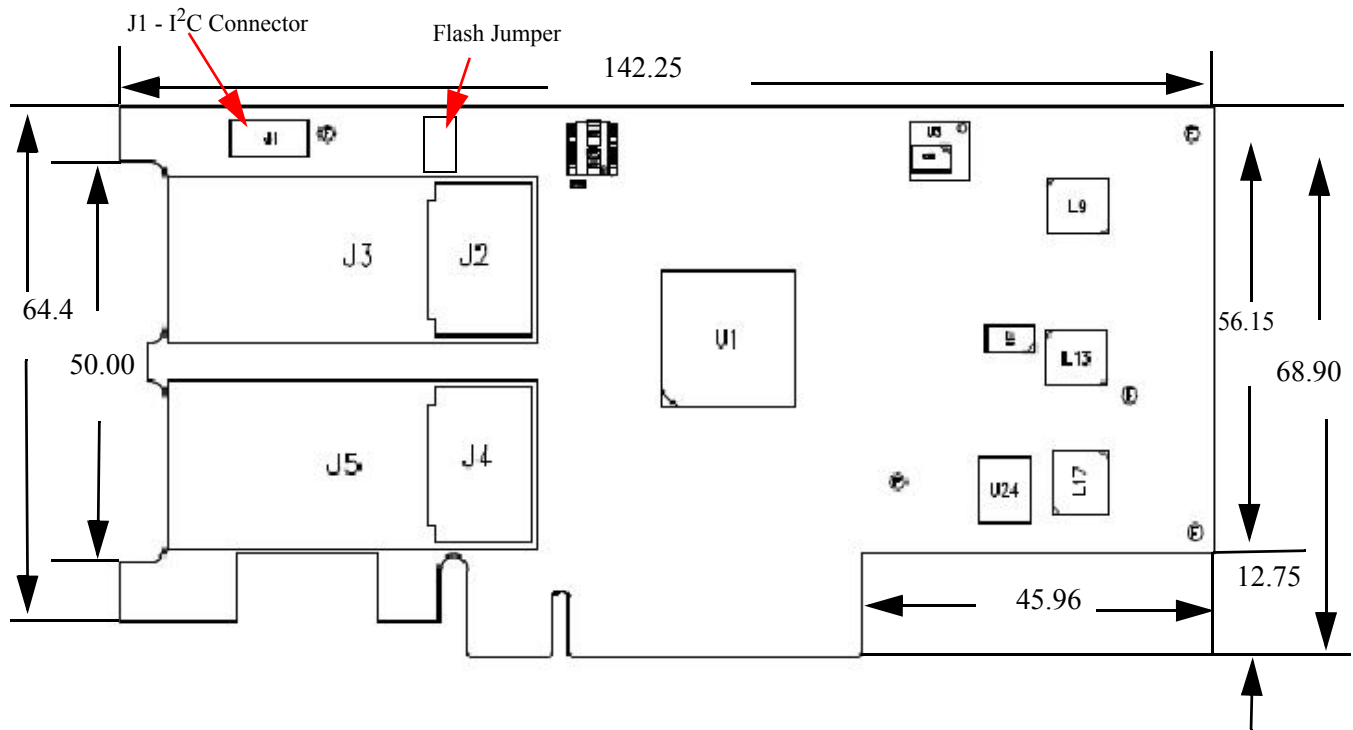 J1 - I²C Connector
Flash Jumper
142.25
J1
U3
L9
J3
J2
64.4
U1
56.15
50.00
L13
68.90
J5
J4
U24
L17
12.75
45.96